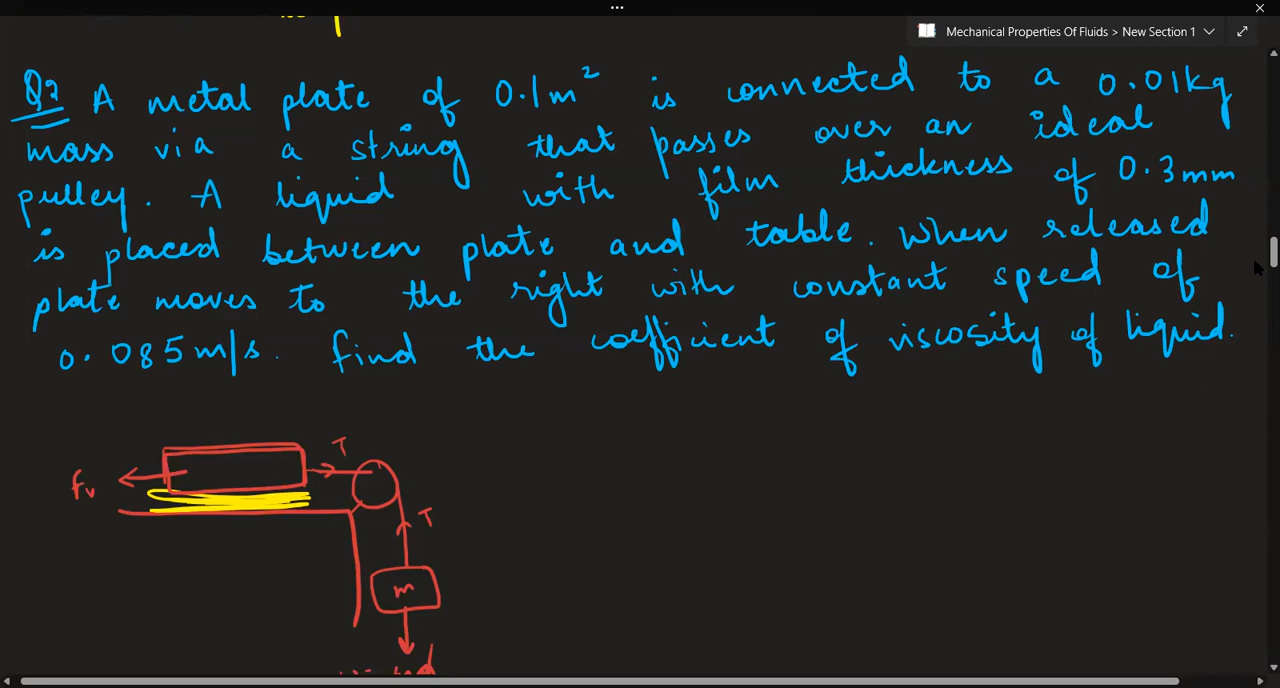 Mechanical Properties Of Fluids > New Section 1
Q2 A metal plate of 0.1m² is connected to a 0.01kg
mass via a string that passes over an ideal
pulley. A liquid with film thickness of 0.3mm
is placed between plate and table. When released
plate moves to the right with constant speed of
0.085m/s. find the coefficient of viscosity of liquid.
T
fv
T
m